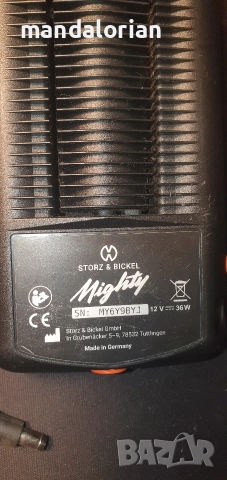 mandalorian
STORZ & BICKEL
Mighty
SN: MY6Y9BYJ 12 V 36 W
CE
Storz & Bickel GmbH
In Grubenäcker 5–9, 78532 Tuttlingen
Made in Germany
BAZAR